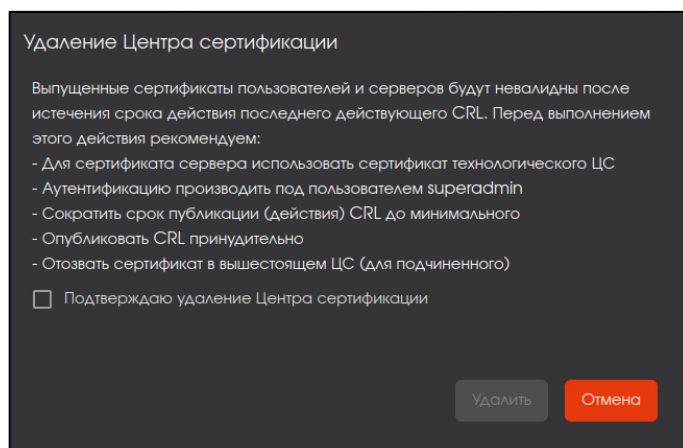 Удаление Центра сертификации
Выпущенные сертификаты пользователей и серверов будут невалидны после
истечения срока действия последнего действующего CRL. Перед выполнением
этого действия рекомендуем:
- Для сертификата сервера использовать сертификат технологического ЦС
- Аутентификацию производить под пользователем superadmin
- Сократить срок публикации (действия) CRL до минимального
- Опубликовать CRL принудительно
- Отозвать сертификат в вышестоящем ЦС (для подчиненного)
Подтверждаю удаление Центра сертификации
Удалить Отмена